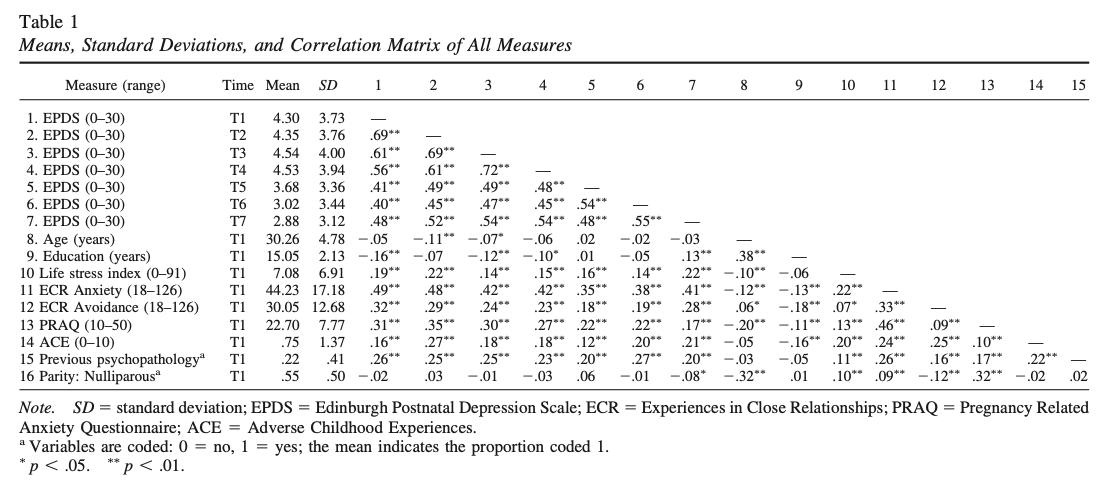 Table 1
Means, Standard Deviations, and Correlation Matrix of All Measures
Measure (range) Time Mean SD 1 2 3 4 5 6 7 8 9 10 11 12 13 14 15
1. EPDS (0–30) T1 4.30 3.73 —
2. EPDS (0–30) T2 4.35 3.76 .69** —
3. EPDS (0–30) T3 4.54 4.00 .61** .69** —
4. EPDS (0–30) T4 4.53 3.94 .56** .61** .72** —
5. EPDS (0–30) T5 3.68 3.36 .41** .49** .49** .48** —
6. EPDS (0–30) T6 3.02 3.44 .40** .45** .47** .45** .54** —
7. EPDS (0–30) T7 2.88 3.12 .48** .52** .54** .54** .48** .55** —
8. Age (years) T1 30.26 4.78 −.05 −.11** −.07* −.06 .02 −.02 −.03 —
9. Education (years) T1 15.05 2.13 −.16** −.07 −.12** −.10* .01 −.05 .13** .38** —
10 Life stress index (0–91) T1 7.08 6.91 .19** .22** .14** .15** .16** .14** .22** −.10** −.06 —
11 ECR Anxiety (18–126) T1 44.23 17.18 .49** .48** .42** .42** .35** .38** .41** −.12** −.13** .22** —
12 ECR Avoidance (18–126) T1 30.05 12.68 .32** .29** .24** .23** .18** .19** .28** .06* −.18** .07* .33** —
13 PRAQ (10–50) T1 22.70 7.77 .31** .35** .30** .27** .22** .22** .17** −.20** −.11** .13** .46** .09** —
14 ACE (0–10) T1 .75 1.37 .16** .27** .18** .18** .12** .20** .21** −.05 −.16** .20** .24** .25** .10** —
15 Previous psychopathologyᵃ T1 .22 .41 .26** .25** .25** .23** .20** .27** .20** −.03 −.05 .11** .26** .16** .17** .22** —
16 Parity: Nulliparousᵃ T1 .55 .50 −.02 .03 −.01 −.03 .06 −.01 −.08* −.32** .01 .10** .09** −.12** .32** −.02 .02
Note. SD = standard deviation; EPDS = Edinburgh Postnatal Depression Scale; ECR = Experiences in Close Relationships; PRAQ = Pregnancy Related
Anxiety Questionnaire; ACE = Adverse Childhood Experiences.
ᵃ Variables are coded: 0 = no, 1 = yes; the mean indicates the proportion coded 1.
* p < .05. ** p < .01.